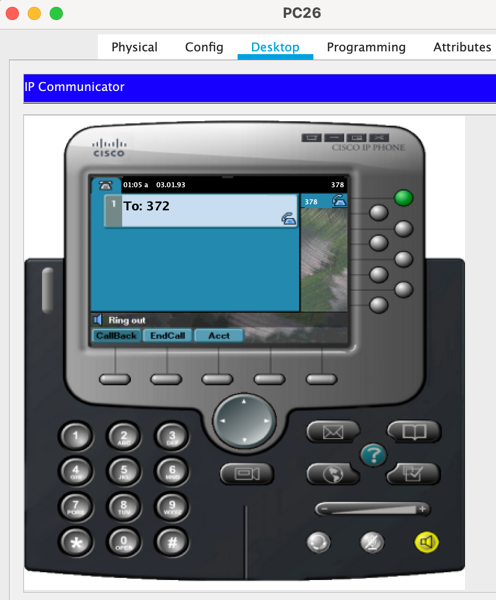 PC26
Physical Config Desktop Programming Attributes
IP Communicator
CISCO
CISCO IP PHONE
01:05 a 03.01.93 378
1 To: 372
378
Ring out
CallBack EndCall Acct
1 2 ABC 3 DEF
4 GHI 5 JKL 6 MNO
7 PQRS 8 TUV 9 WXYZ
* 0 OPER #
?
- +